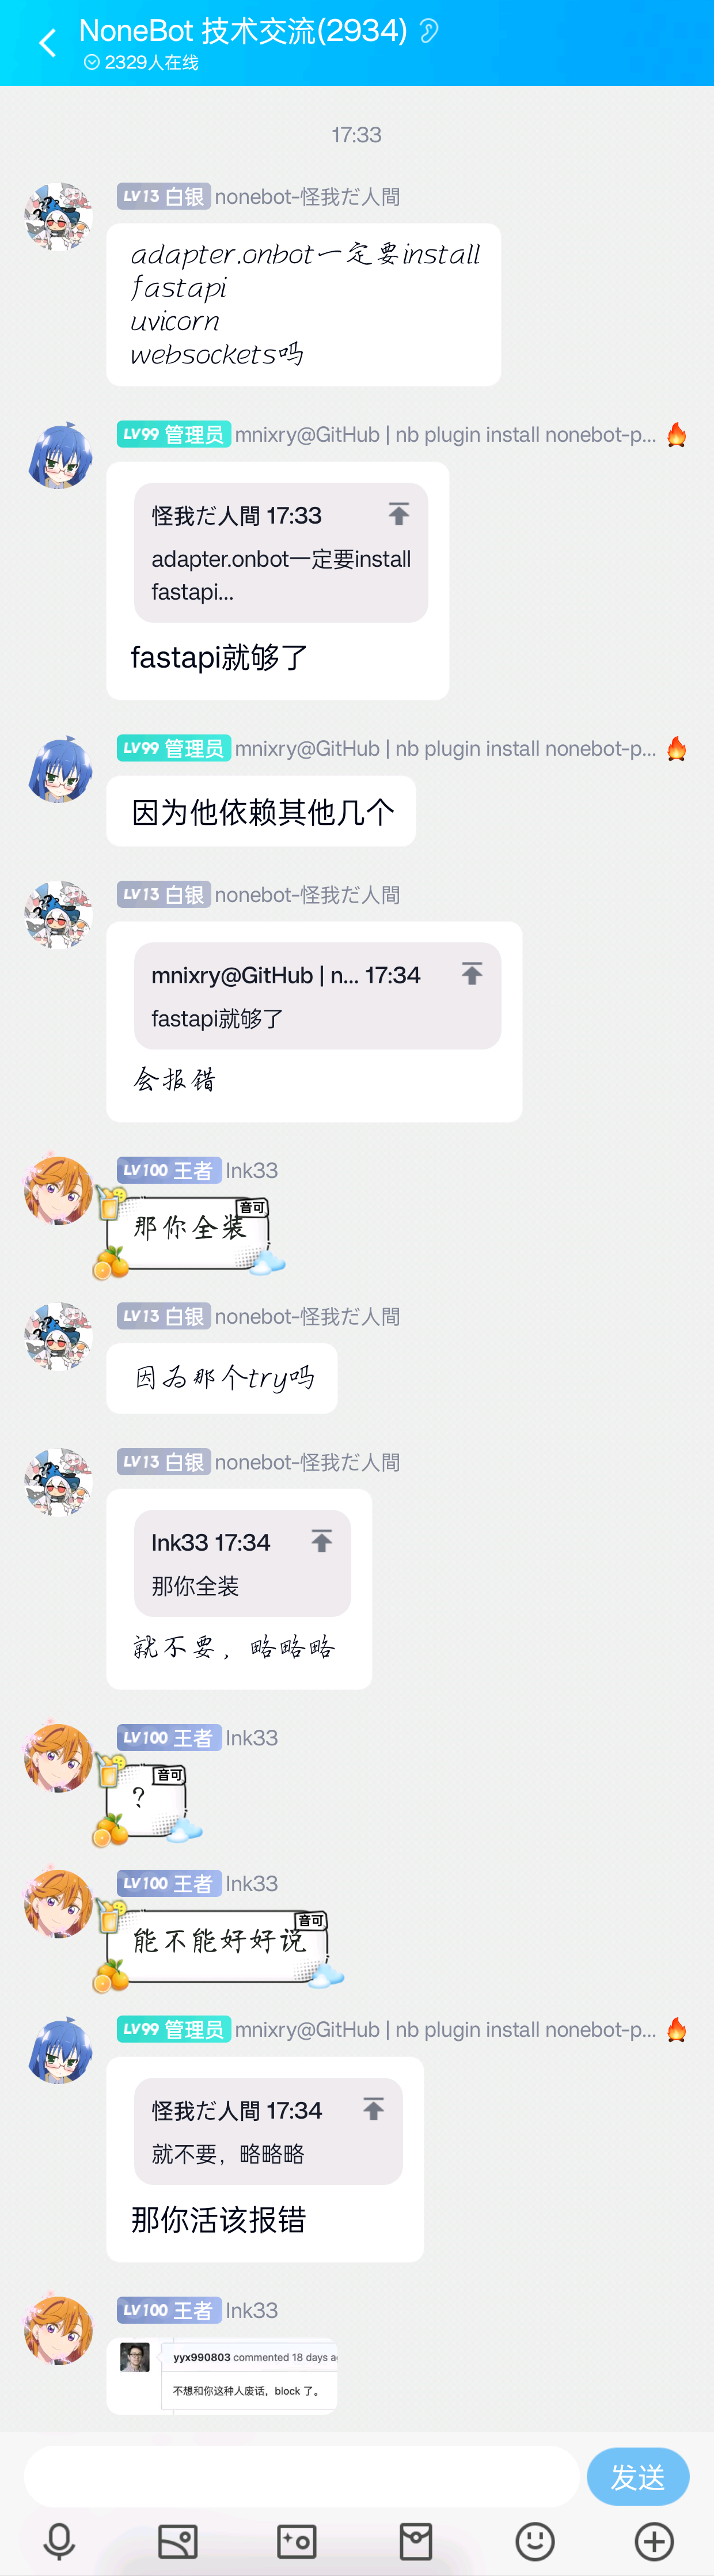 NoneBot 技术交流(2934)
2329人在线
17:33
LV13 白银 nonebot-怪我だ人間
adapter.onbot一定要install
fastapi
uvicorn
websockets吗
LV99 管理员 mnixry@GitHub | nb plugin install nonebot-p... 🔥
怪我だ人間 17:33
adapter.onbot一定要install
fastapi...
fastapi就够了
LV99 管理员 mnixry@GitHub | nb plugin install nonebot-p... 🔥
因为他依赖其他几个
LV13 白银 nonebot-怪我だ人間
mnixry@GitHub | n... 17:34
fastapi就够了
会报错
LV100 王者 Ink33
音可
那你全装
LV13 白银 nonebot-怪我だ人間
因为那个try吗
LV13 白银 nonebot-怪我だ人間
Ink33 17:34
那你全装
就不要，略略略
LV100 王者 Ink33
音可
?
LV100 王者 Ink33
音可
能不能好好说
LV99 管理员 mnixry@GitHub | nb plugin install nonebot-p... 🔥
怪我だ人間 17:34
就不要，略略略
那你活该报错
LV100 王者 Ink33
yyx990803 commented 18 days a
不想和你这种人废话，block 了。
发送